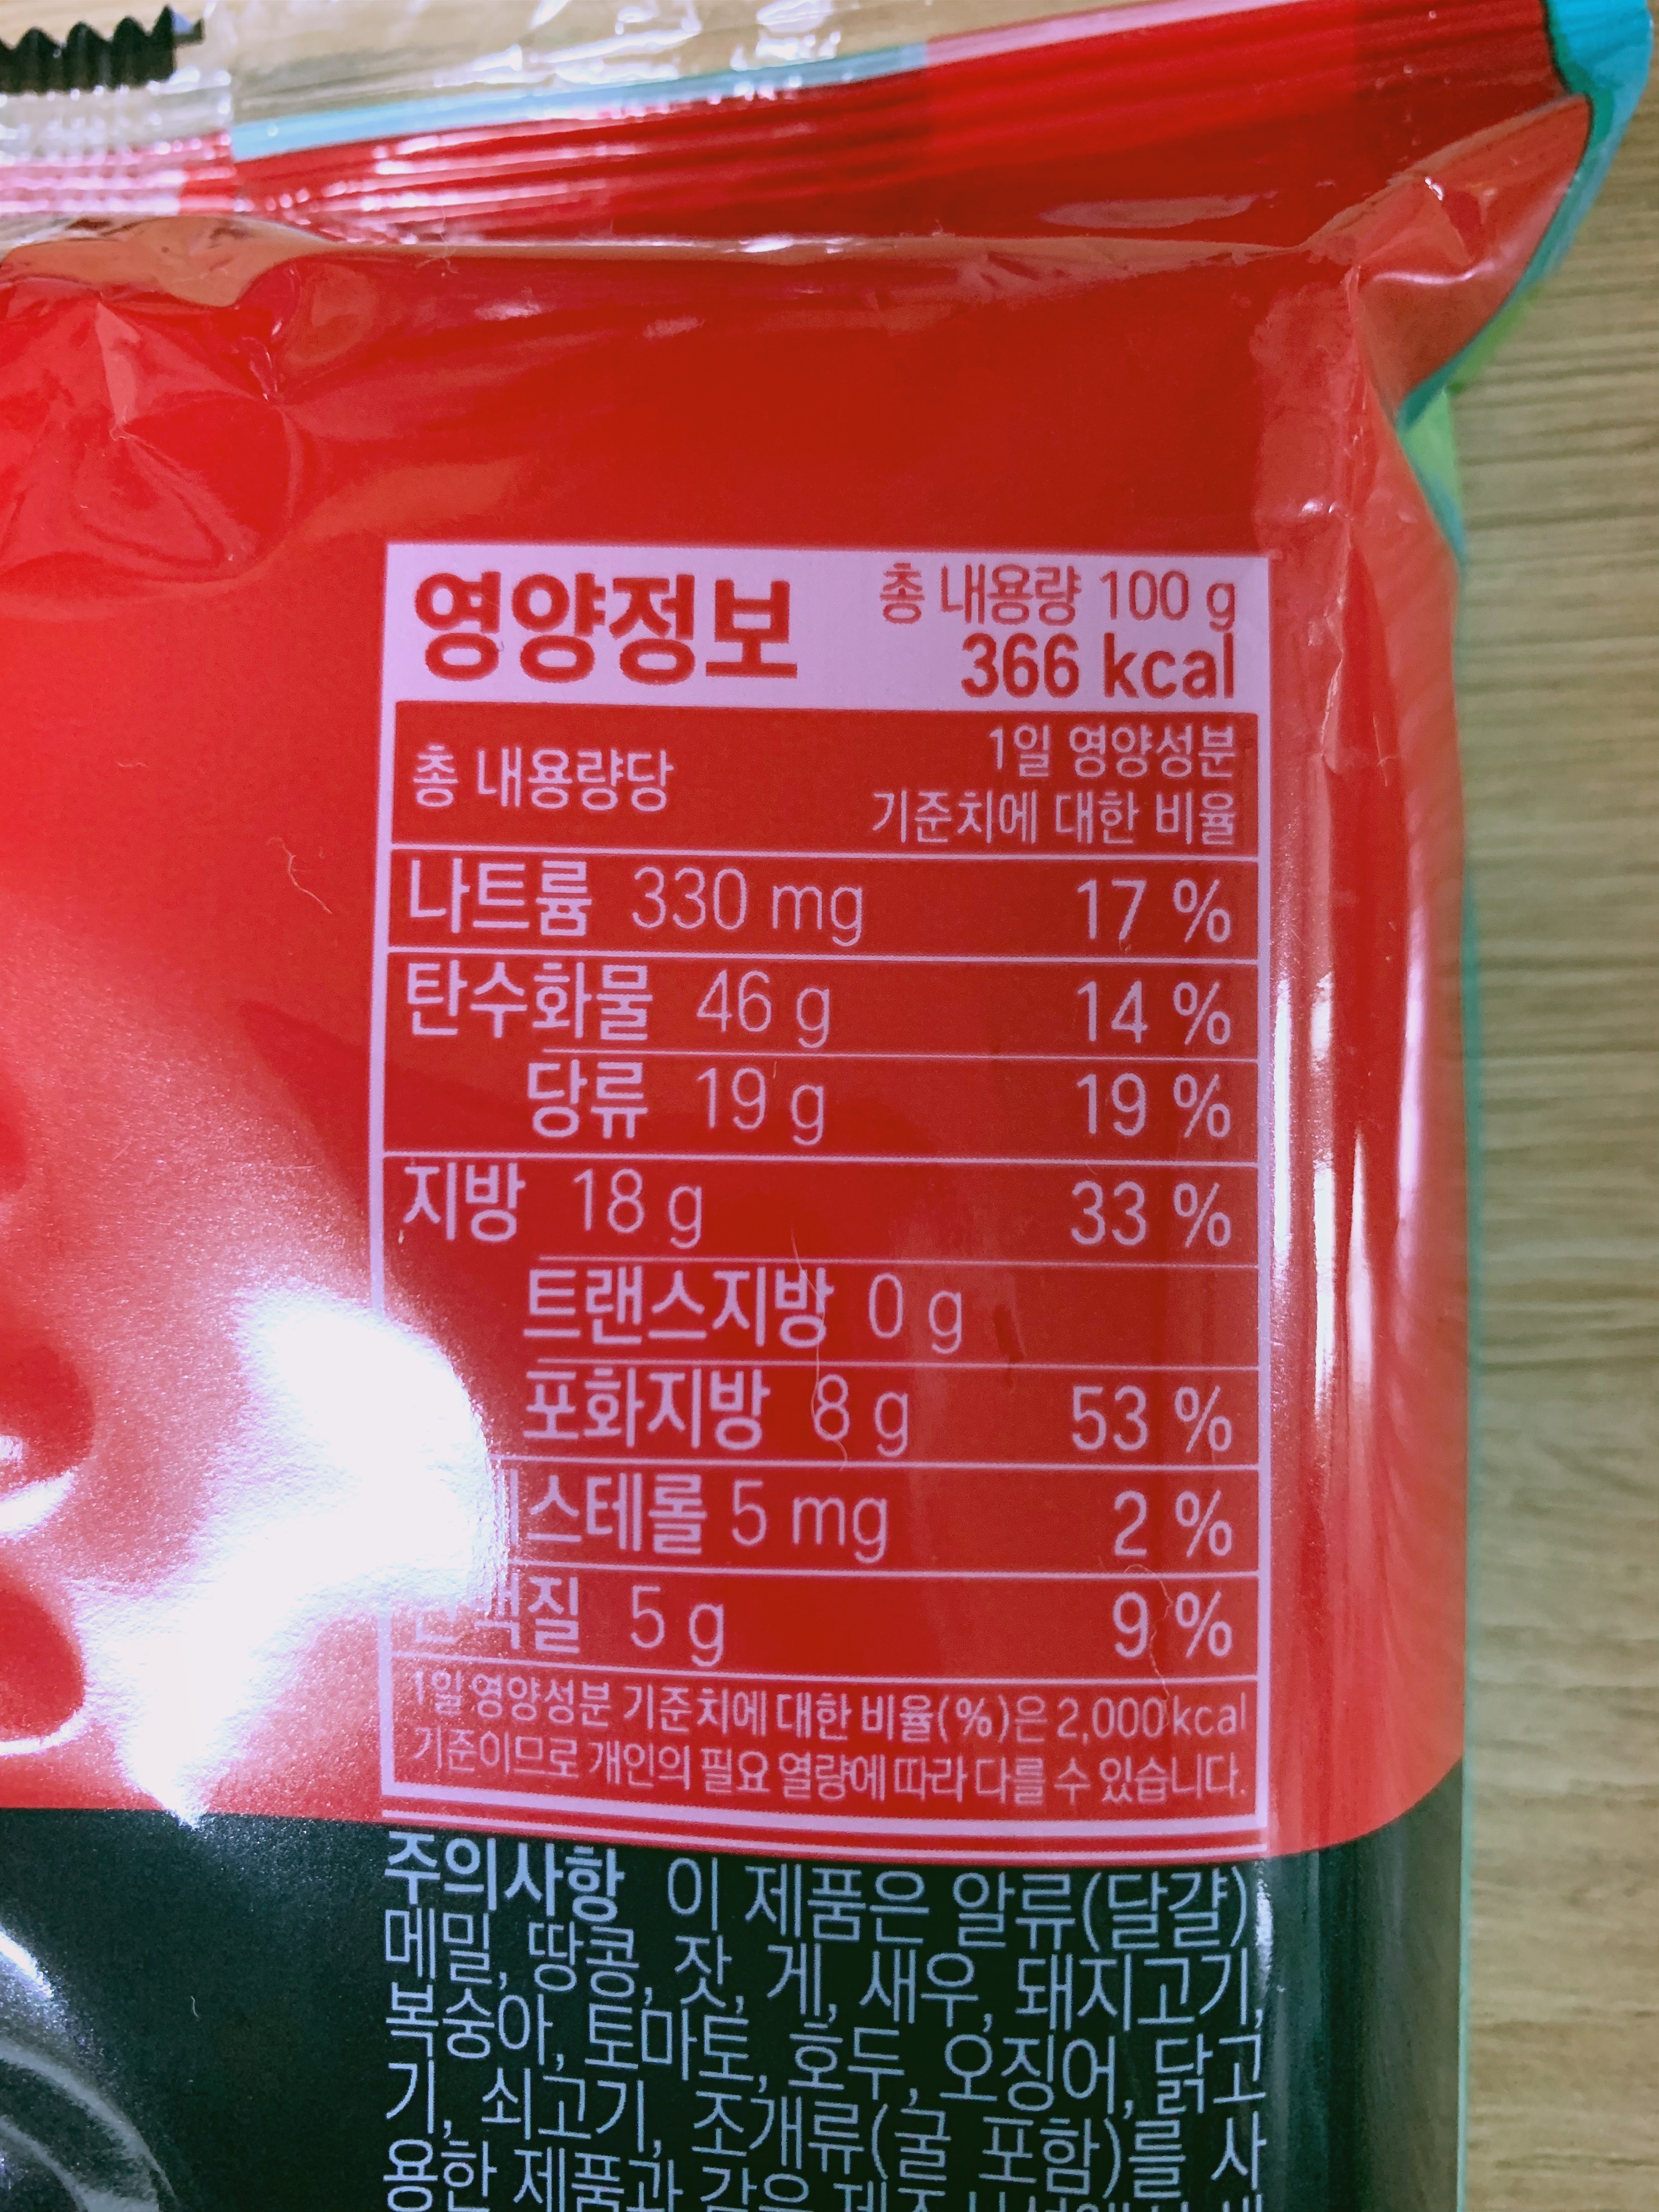 영양정보
총 내용량 100 g
366 kcal
총 내용량당
1일 영양성분
기준치에 대한 비율
나트륨 330 mg 17 %
탄수화물 46 g 14 %
당류 19 g 19 %
지방 18 g 33 %
트랜스지방 0 g
포화지방 8 g 53 %
스테롤 5 mg 2 %
질 5 g 9 %
1일 영양성분 기준치에 대한 비율(%)은 2,000kcal
기준이므로 개인의 필요 열량에 따라 다를 수 있습니다.
주의사항 이 제품은 알류(달걀),
메밀, 땅콩, 잣, 게, 새우, 돼지고기,
복숭아, 토마토, 호두, 오징어, 닭고
기, 쇠고기, 조개류(굴 포함)를 사
용한 제품과 같은